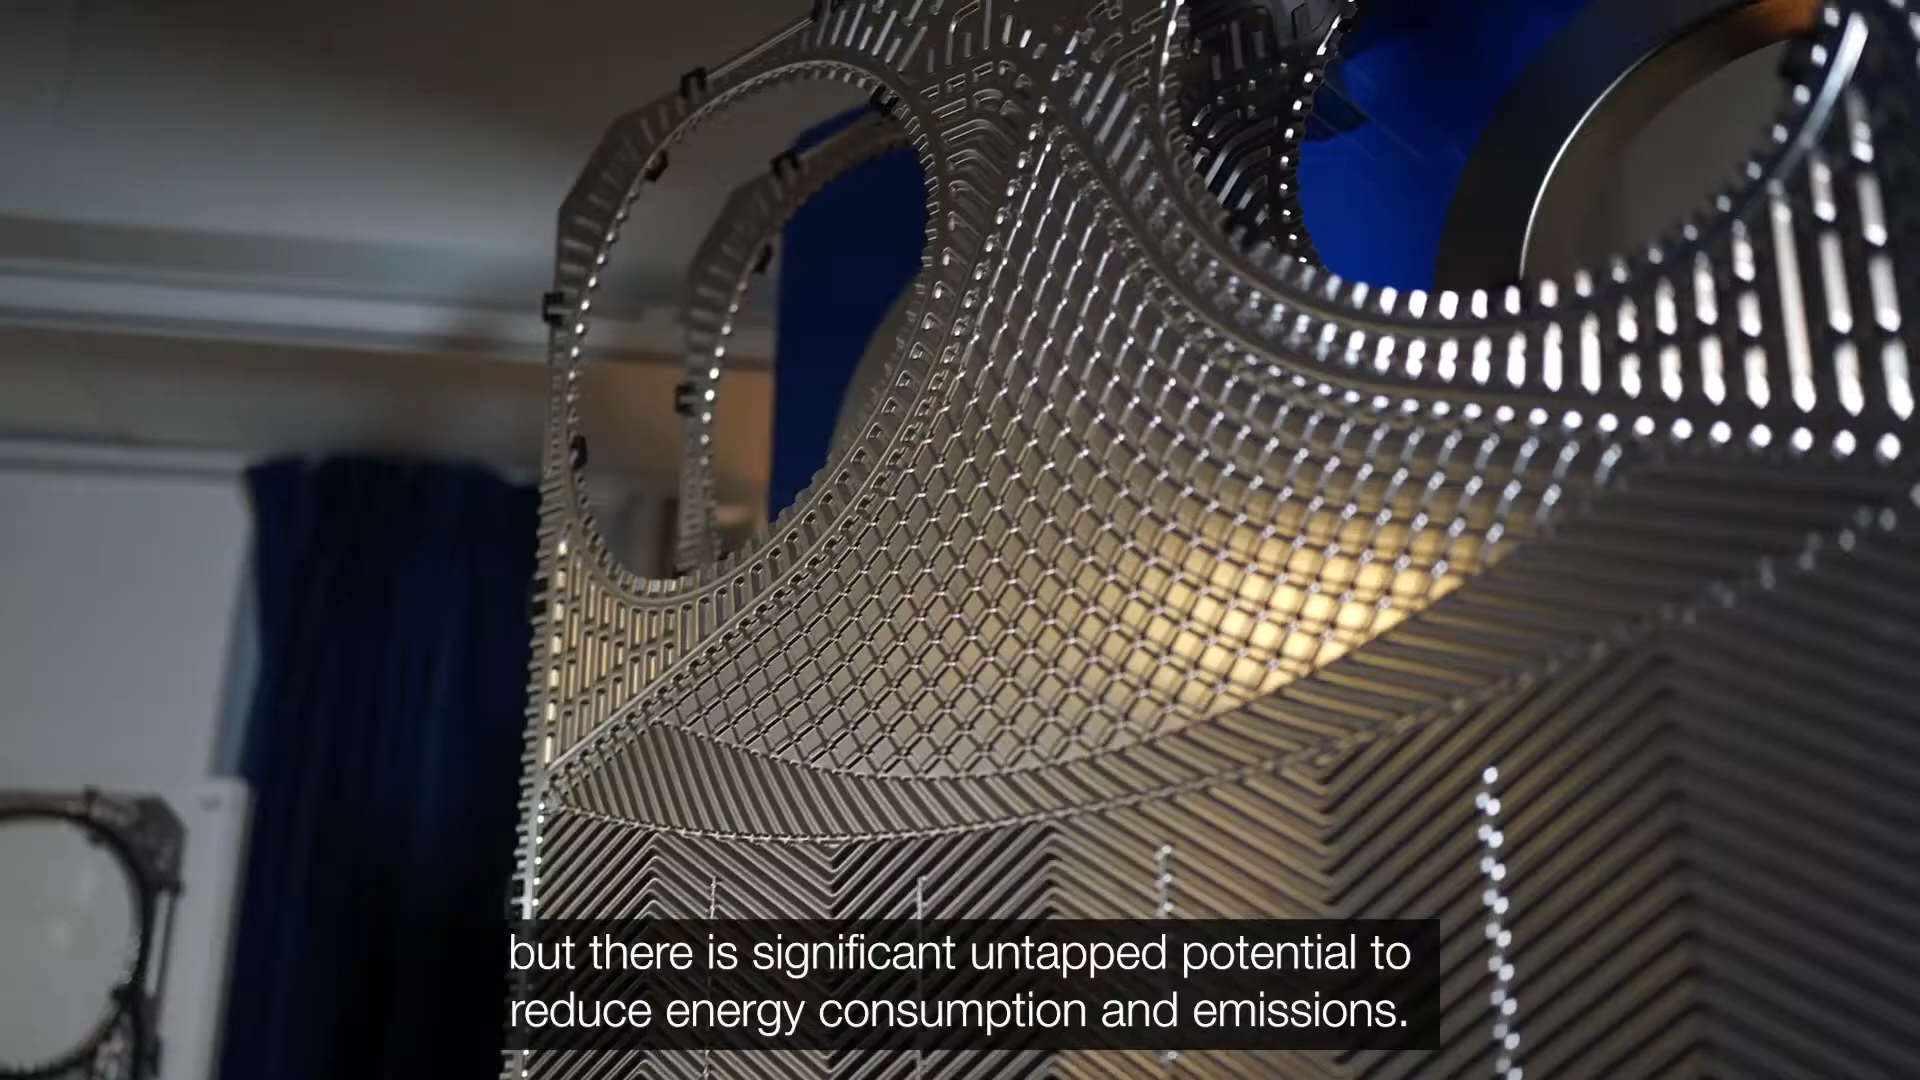 but there is significant untapped potential to
reduce energy consumption and emissions.